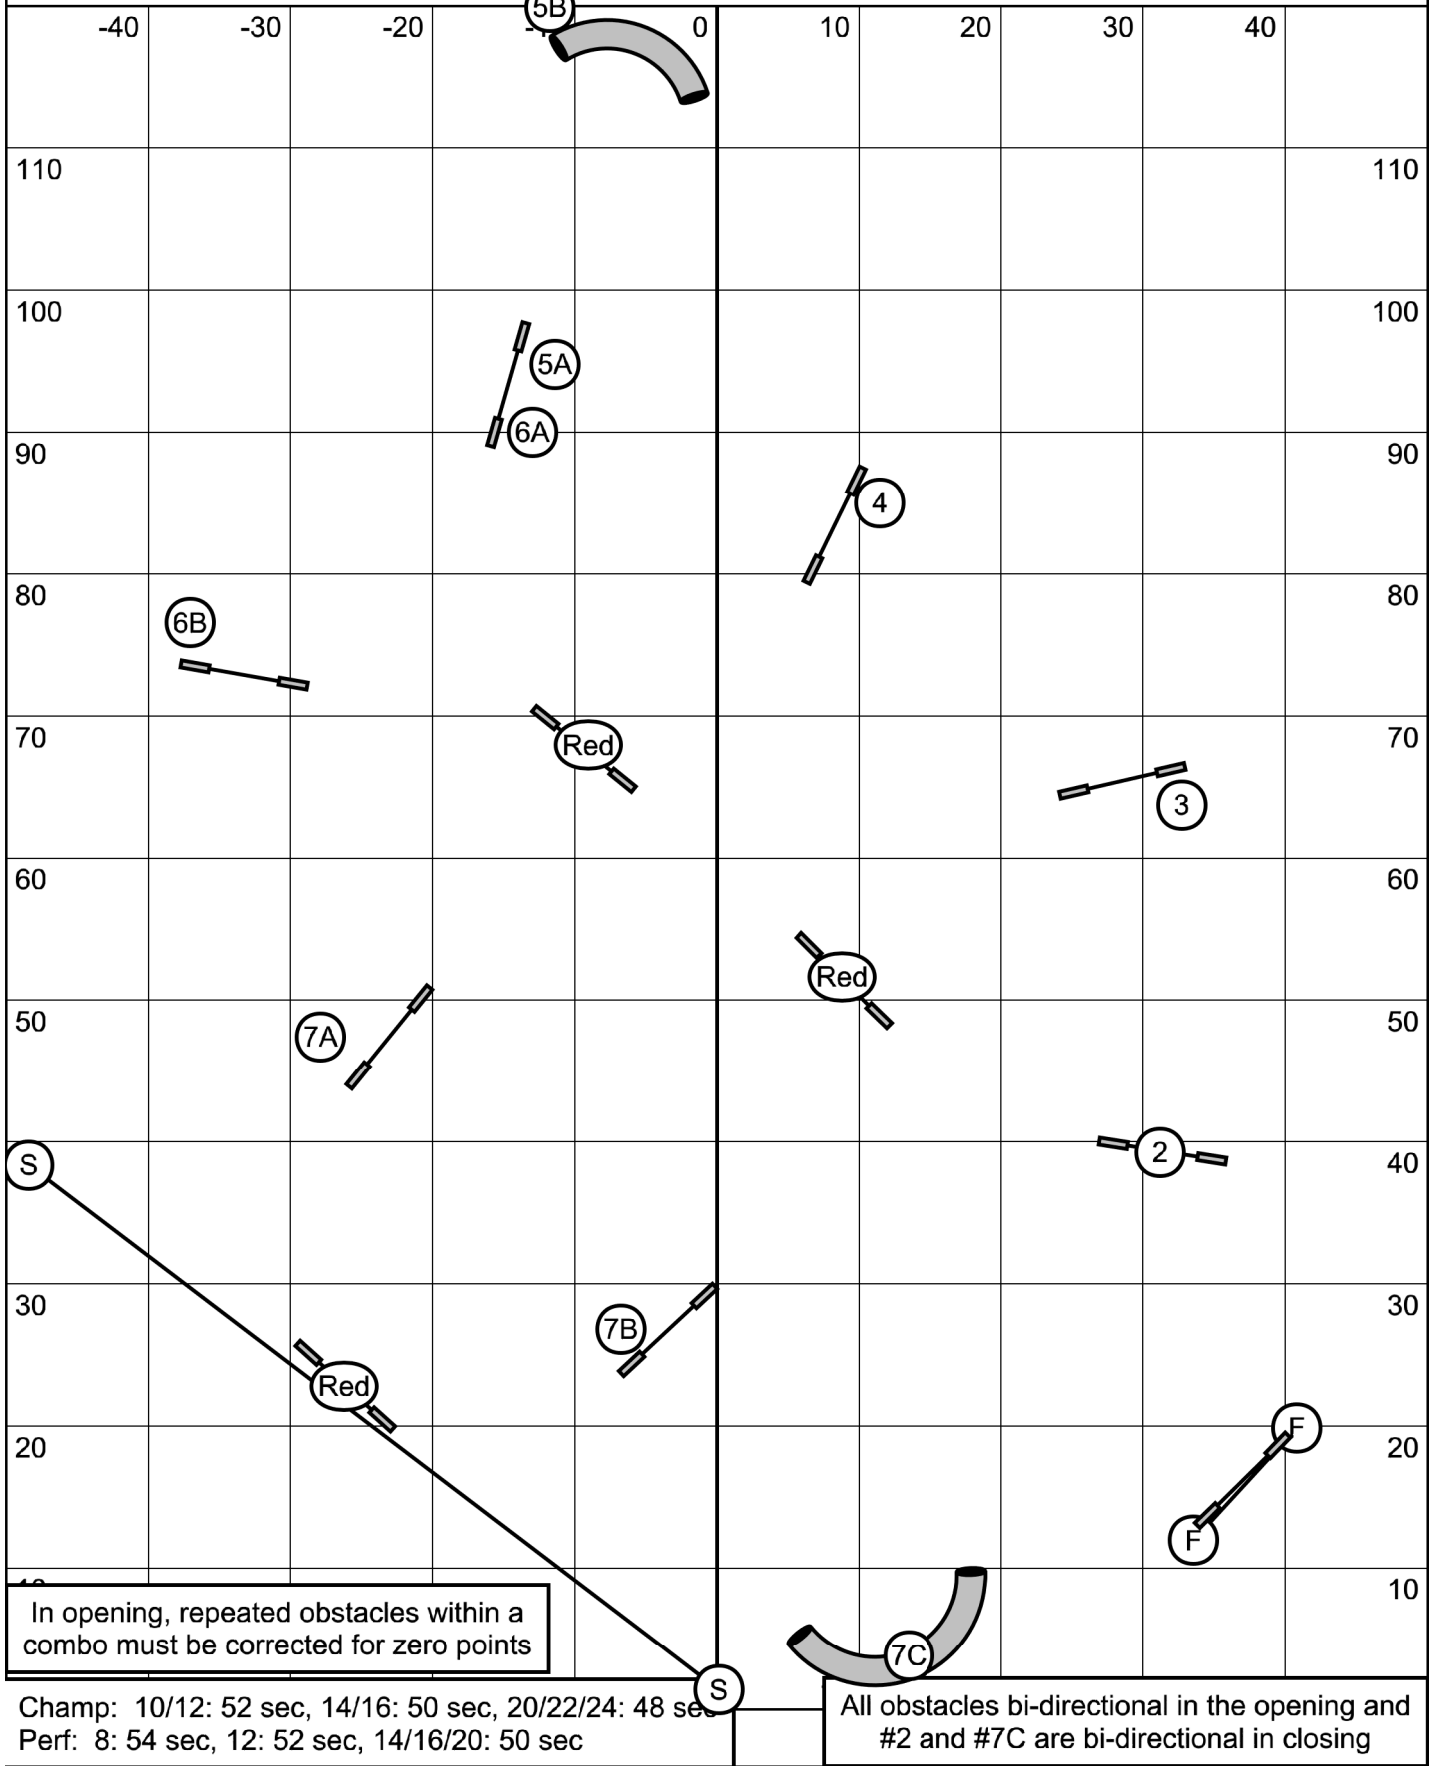 5B
-40 -30 -20 0 10 20 30 40
110 110
100 100
5A
6A
90 90
4
80 80
6B
70 Red 70
3
60 60
Red
50 7A 50
2
S 40
30 7B 30
Red
20 F 20
F
10
In opening, repeated obstacles within a
combo must be corrected for zero points
7C
S
Champ: 10/12: 52 sec, 14/16: 50 sec, 20/22/24: 48 sec
Perf: 8: 54 sec, 12: 52 sec, 14/16/20: 50 sec
All obstacles bi-directional in the opening and
#2 and #7C are bi-directional in closing